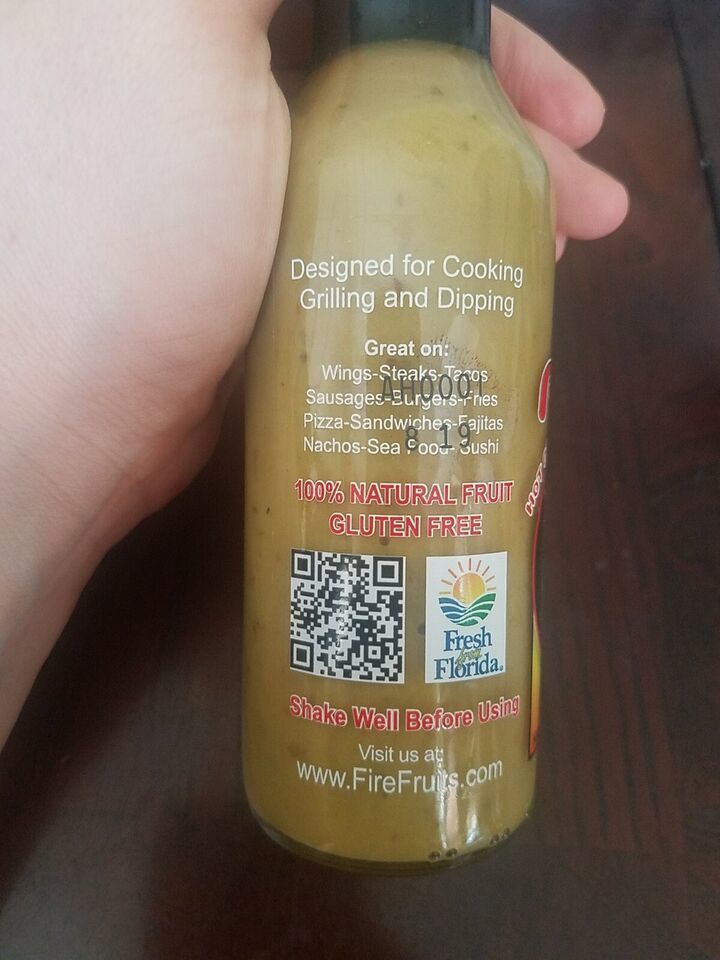 Designed for Cooking
Grilling and Dipping
Great on:
Wings-Steaks-Tacos
AH0001
Sausages-Burgers-Fries
Pizza-Sandwiches-Fajitas
8 19
Nachos-Sea Food- Sushi
100% NATURAL FRUIT
GLUTEN FREE
Fresh
from
Florida®
Shake Well Before Using
Visit us at:
www.FireFruits.com
HOT